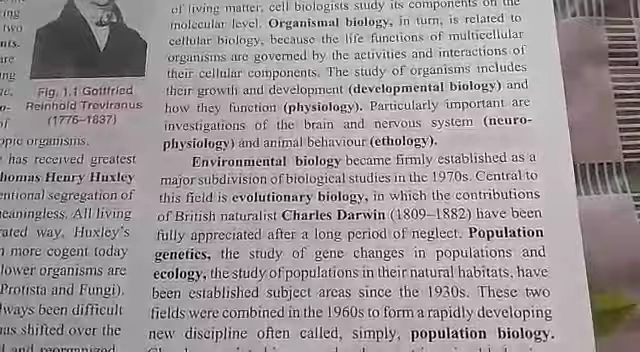 ing
two
nts.
are
ing
Fig. 1.1 Gottfried
Reinhold Treviranus
(1776–1837)
of
opic organisms.
has received greatest
homas Henry Huxley
entional segregation of
neaningless. All living
rated way. Huxley's
n more cogent today
lower organisms are
Protista and Fungi).
lways been difficult
has shifted over the
of living matter, cell biologists study its components on the
molecular level. Organismal biology, in turn, is related to
cellular biology, because the life functions of multicellular
organisms are governed by the activities and interactions of
their cellular components. The study of organisms includes
their growth and development (developmental biology) and
how they function (physiology). Particularly important are
investigations of the brain and nervous system (neuro-
physiology) and animal behaviour (ethology).
Environmental biology became firmly established as a
major subdivision of biological studies in the 1970s. Central to
this field is evolutionary biology, in which the contributions
of British naturalist Charles Darwin (1809–1882) have been
fully appreciated after a long period of neglect. Population
genetics, the study of gene changes in populations and
ecology, the study of populations in their natural habitats, have
been established subject areas since the 1930s. These two
fields were combined in the 1960s to form a rapidly developing
new discipline often called, simply, population biology.